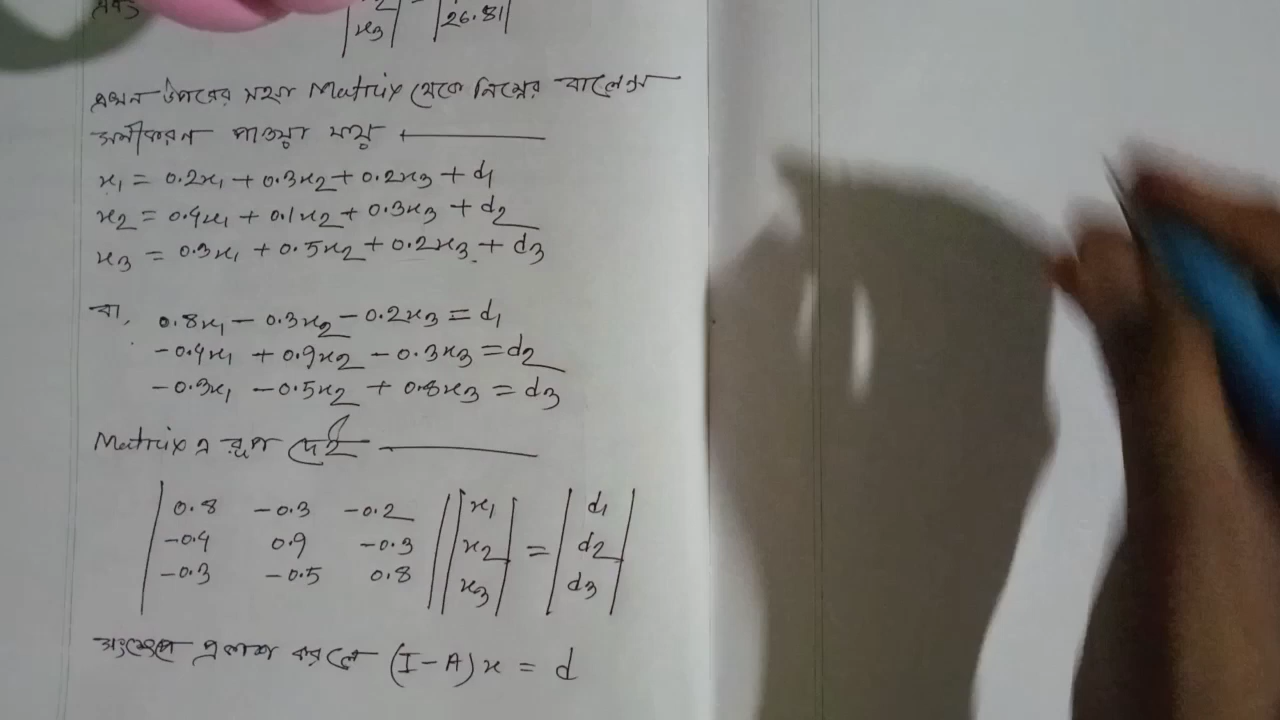 এবং
x3 26.81
এখন উপরের সহগ Matrix থেকে নিম্নের ব্যালেন্স
সমীকরন পাওয়া যায়
x1 = 0.2x1 + 0.3x2 + 0.2x3 + d1
x2 = 0.4x1 + 0.1x2 + 0.3x3 + d2
x3 = 0.3x1 + 0.5x2 + 0.2x3 + d3
বা, 0.8x1 - 0.3x2 - 0.2x3 = d1
-0.4x1 + 0.9x2 - 0.3x3 = d2
-0.3x1 - 0.5x2 + 0.8x3 = d3
Matrix এ রূপ দেই
0.8 -0.3 -0.2 x1 d1
-0.4 0.9 -0.3 x2 = d2
-0.3 -0.5 0.8 x3 d3
সংক্ষেপে প্রকাশ করলে (I-A)x = d